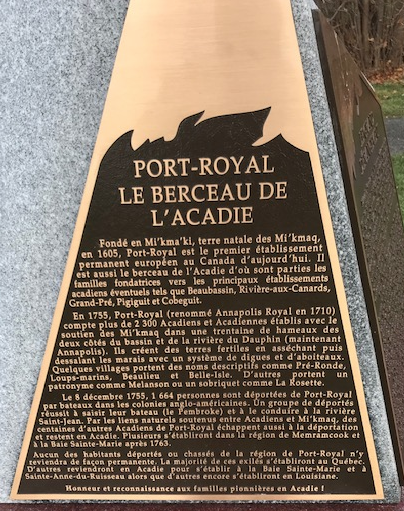 PORT-ROYAL
LE BERCEAU DE
L'ACADIE
Fondé en Mi'kma'ki, terre natale des Mi'kmaq,
en 1605, Port-Royal est le premier établissement
permanent européen au Canada d'aujourd'hui. Il
est aussi le berceau de l'Acadie d'où sont parties les
familles fondatrices vers les principaux établissements
acadiens éventuels tels que Beaubassin, Rivière-aux-Canards,
Grand-Pré, Pigiguit et Cobeguit.
En 1755, Port-Royal (renommé Annapolis Royal en 1710)
compte plus de 2 300 Acadiens et Acadiennes établis avec le
soutien des Mi'kmaq dans une trentaine de hameaux des
deux côtés du bassin et de la rivière du Dauphin (maintenant
Annapolis). Ils créent des terres fertiles en asséchant puis
dessalant les marais avec un système de digues et d'aboiteaux.
Quelques villages portent des noms descriptifs comme Pré-Ronde,
Loups-marins, Beaulieu et Belle-Isle. D'autres portent un
patronyme comme Melanson ou un sobriquet comme La Rosette.
Le 8 décembre 1755, 1 664 personnes sont déportées de Port-Royal
par bateaux dans les colonies anglo-américaines. Un groupe de déportés
réussit à saisir leur bateau (le Pembroke) et à le conduire à la rivière
Saint-Jean. Par les liens naturels soutenus entre Acadiens et Mi'kmaq, des
centaines d'autres Acadiens de Port-Royal échappent aussi à la déportation
et restent en Acadie. Plusieurs s'établiront dans la région de Memramcook et
à la Baie Sainte-Marie après 1763.
Aucun des habitants déportés ou chassés de la région de Port-Royal n'y
reviendra de façon permanente. La majorité de ces exilés s'établiront au Québec.
D'autres reviendront en Acadie pour s'établir à la Baie Sainte-Marie et à
Sainte-Anne-du-Ruisseau alors que d'autres encore s'établiront en Louisiane.
Honneur et reconnaissance aux familles pionnières en Acadie !